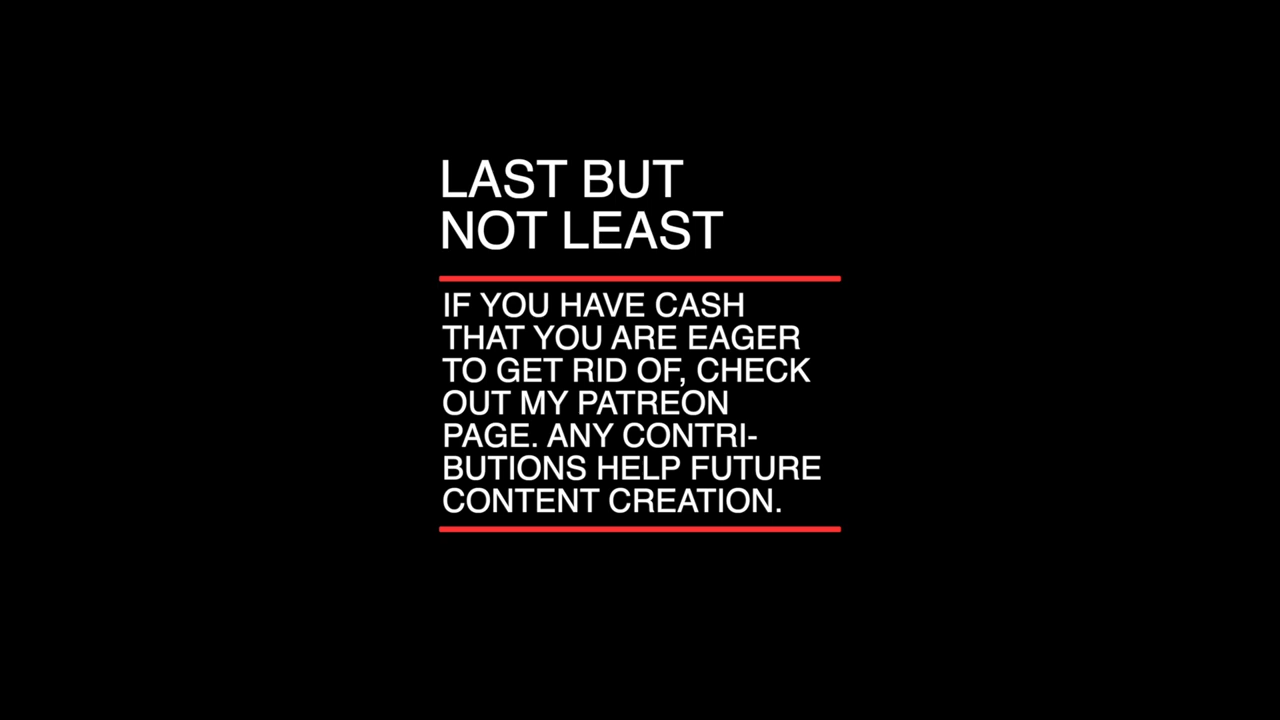 LAST BUT
NOT LEAST
IF YOU HAVE CASH
THAT YOU ARE EAGER
TO GET RID OF, CHECK
OUT MY PATREON
PAGE. ANY CONTRI-
BUTIONS HELP FUTURE
CONTENT CREATION.